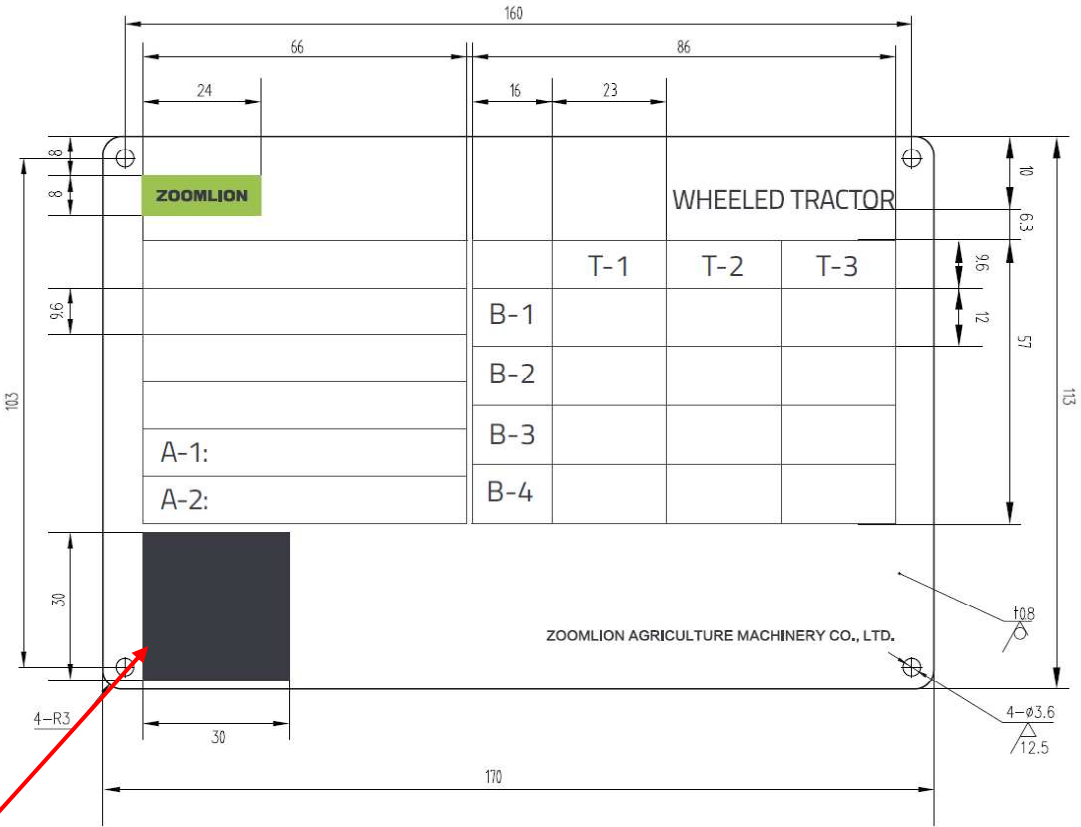 160
66 86
24 16 23
8 10
8 ZOOMLION WHEELED TRACTOR 6.3
T-1 T-2 T-3 9.6
9.6 B-1 12
57
B-2
103 113
B-3
A-1:
A-2: B-4
30 t0.8
ZOOMLION AGRICULTURE MACHINERY CO., LTD.
4-R3 4-ø3.6
30 12.5
170